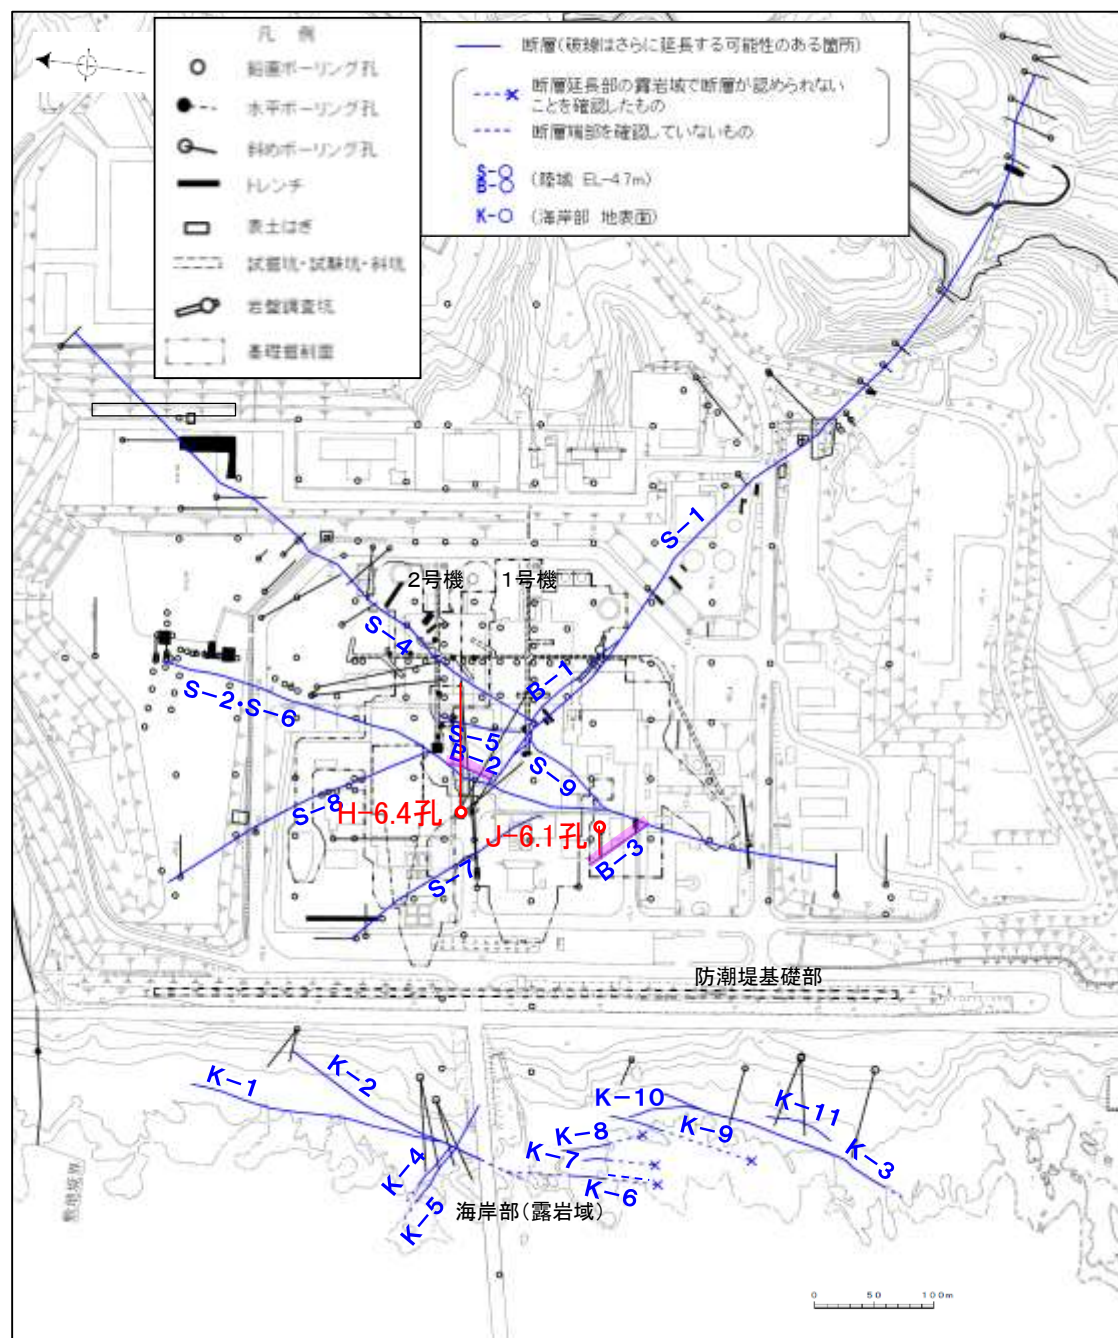 凡 例
鉛直ボーリング孔
水平ボーリング孔
斜めボーリング孔
トレンチ
表土はぎ
試掘坑・試験坑・斜坑
岩盤調査坑
基礎掘削面
断層(破線はさらに延長する可能性のある箇所)
断層延長部の露岩域で断層が認められない
ことを確認したもの
断層端部を確認していないもの
S-○
B-○
(陸域 EL-4.7m)
K-○
(海岸部 地表面)
S-1
2号機
1号機
S-4
B-1
S-2・S-6
S-5
B-2
S-9
S-8
H-6.4孔
J-6.1孔
B-3
S-7
防潮堤基礎部
K-1
K-2
K-10
K-11
K-8
K-9
K-7
K-3
K-4
K-6
K-5
海岸部(露岩域)
敷地境界
0 50 100m